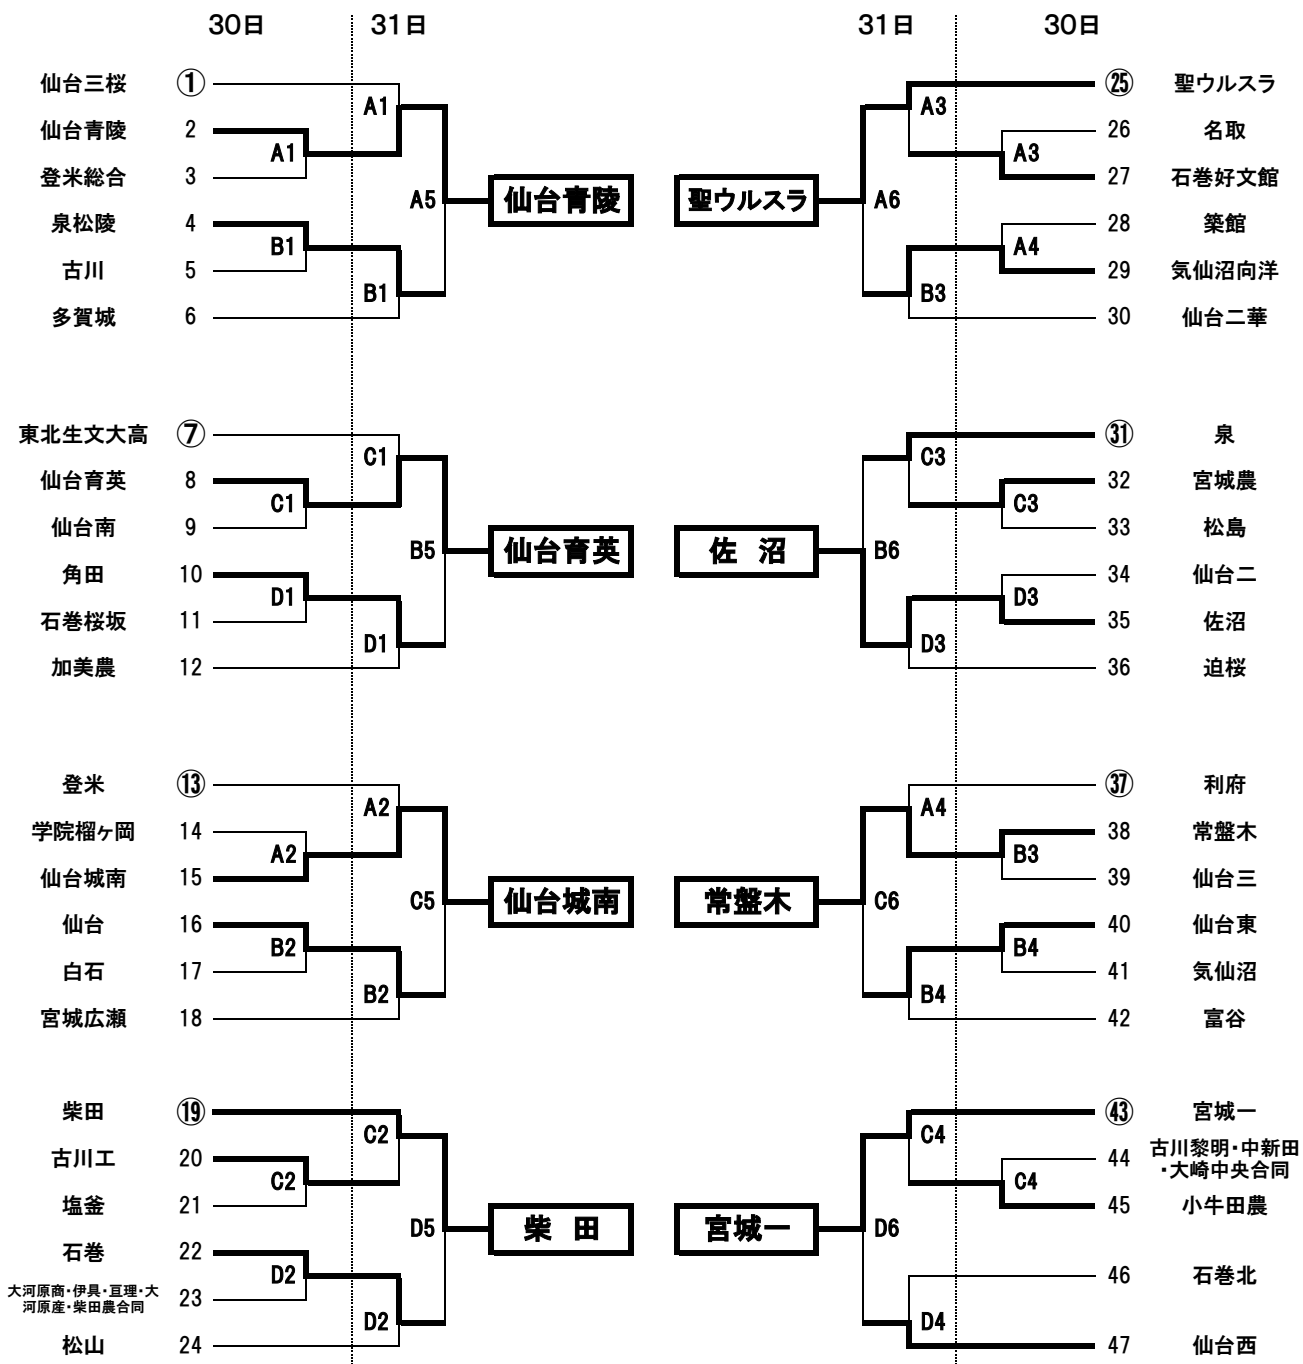 30日 31日 31日 30日
仙台三桜 ① A1 A3 ㉕ 聖ウルスラ
仙台青陵 2 26 名取
A1 A3
登米総合 3 27 石巻好文館
A5 仙台青陵 聖ウルスラ A6
泉松陵 4 28 築館
B1 A4
古川 5 29 気仙沼向洋
B1 B3
多賀城 6 30 仙台二華
東北生文大高 ⑦ ㉛ 泉
C1 C3
仙台育英 8 32 宮城農
C1 C3
仙台南 9 33 松島
B5 仙台育英 佐沼 B6
角田 10 34 仙台二
D1 D3
石巻桜坂 11 35 佐沼
D1 D3
加美農 12 36 迫桜
登米 ⑬ ㊲ 利府
A2 A4
学院榴ヶ岡 14 38 常盤木
A2 B3
仙台城南 15 39 仙台三
C5 仙台城南 常盤木 C6
仙台 16 40 仙台東
B2 B4
白石 17 41 気仙沼
B2 B4
宮城広瀬 18 42 富谷
柴田 ⑲ ㊸ 宮城一
C2 C4
古川工 20 44 古川黎明・中新田
・大崎中央合同
C2 C4
塩釜 21 45 小牛田農
D5 柴田 宮城一 D6
石巻 22 46 石巻北
D2
大河原商・伊具・亘理・大
河原産・柴田農合同 23
D2 D4
松山 24 47 仙台西